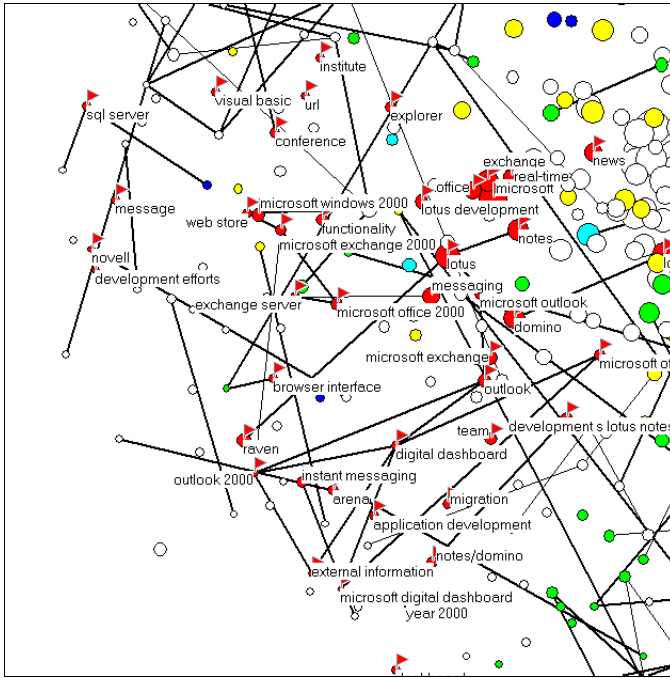 institute
visual basic
url
sql server
explorer
conference
exchange
news
real-time
office
microsoft
microsoft windows 2000
message
lotus development
web store
functionality
notes
microsoft exchange 2000
novell
lotus
development efforts
messaging
exchange server
microsoft outlook
microsoft office 2000
domino
microsoft exchange
browser interface
outlook
team
development s lotus notes
raven
digital dashboard
outlook 2000
instant messaging
arena
migration
application development
notes/domino
external information
microsoft digital dashboard
year 2000